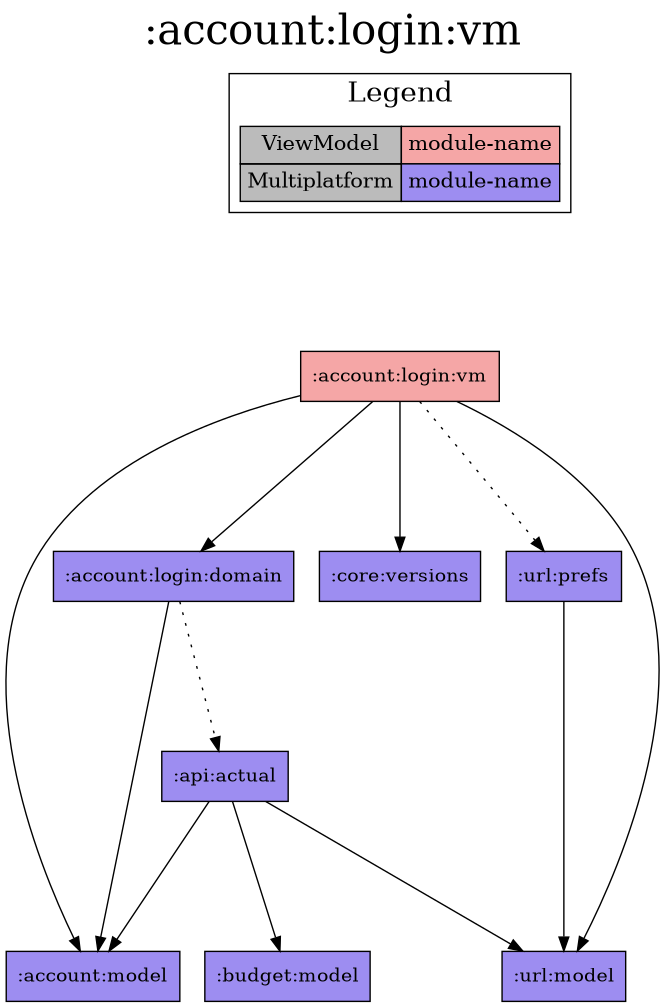 :account:login:vm
Legend
ViewModel module-name
Multiplatform module-name
:account:login:vm
:account:login:domain :core:versions :url:prefs
:api:actual
:account:model :budget:model :url:model